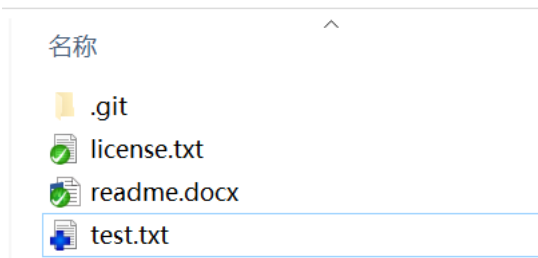 名称
.git
license.txt
readme.docx
test.txt